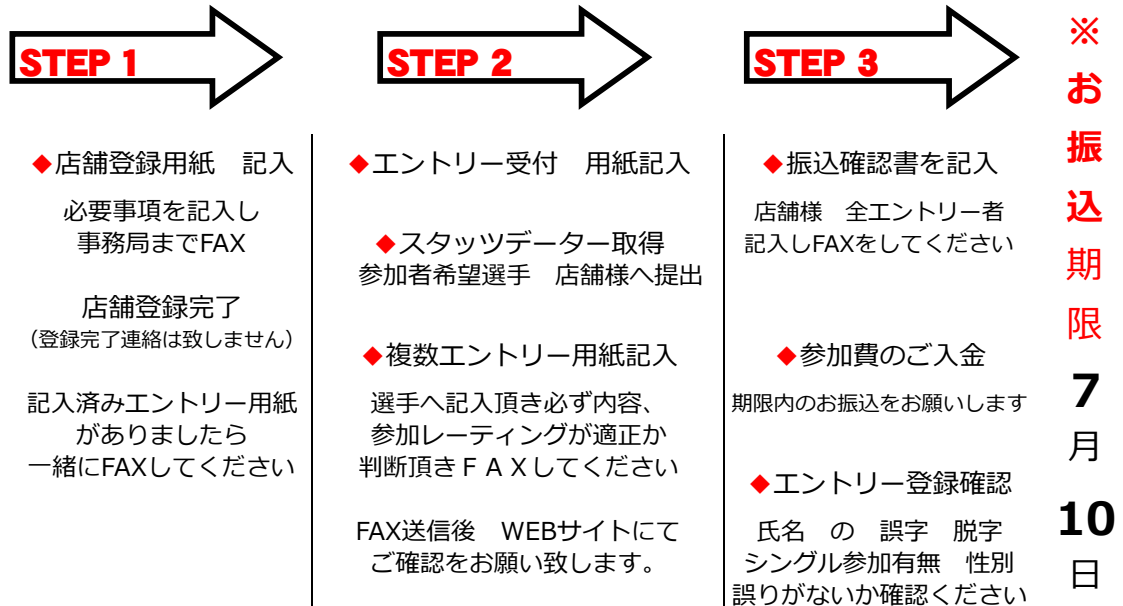 STEP 1
◆店舗登録用紙　記入
必要事項を記入し
事務局までFAX
店舗登録完了
（登録完了連絡は致しません）
記入済みエントリー用紙
がありましたら
一緒にFAXしてください
STEP 2
◆エントリー受付　用紙記入
◆スタッツデーター取得
参加者希望選手　店舗様へ提出
◆複数エントリー用紙記入
選手へ記入頂き必ず内容、
参加レーティングが適正か
判断頂きＦＡＸしてください
FAX送信後　WEBサイトにて
ご確認をお願い致します。
STEP 3
◆振込確認書を記入
店舗様　全エントリー者
記入しFAXをしてください
◆参加費のご入金
期限内のお振込をお願いします
◆エントリー登録確認
氏名　の　誤字　脱字
シングル参加有無　性別
誤りがないか確認ください
※お振込期限7月10日